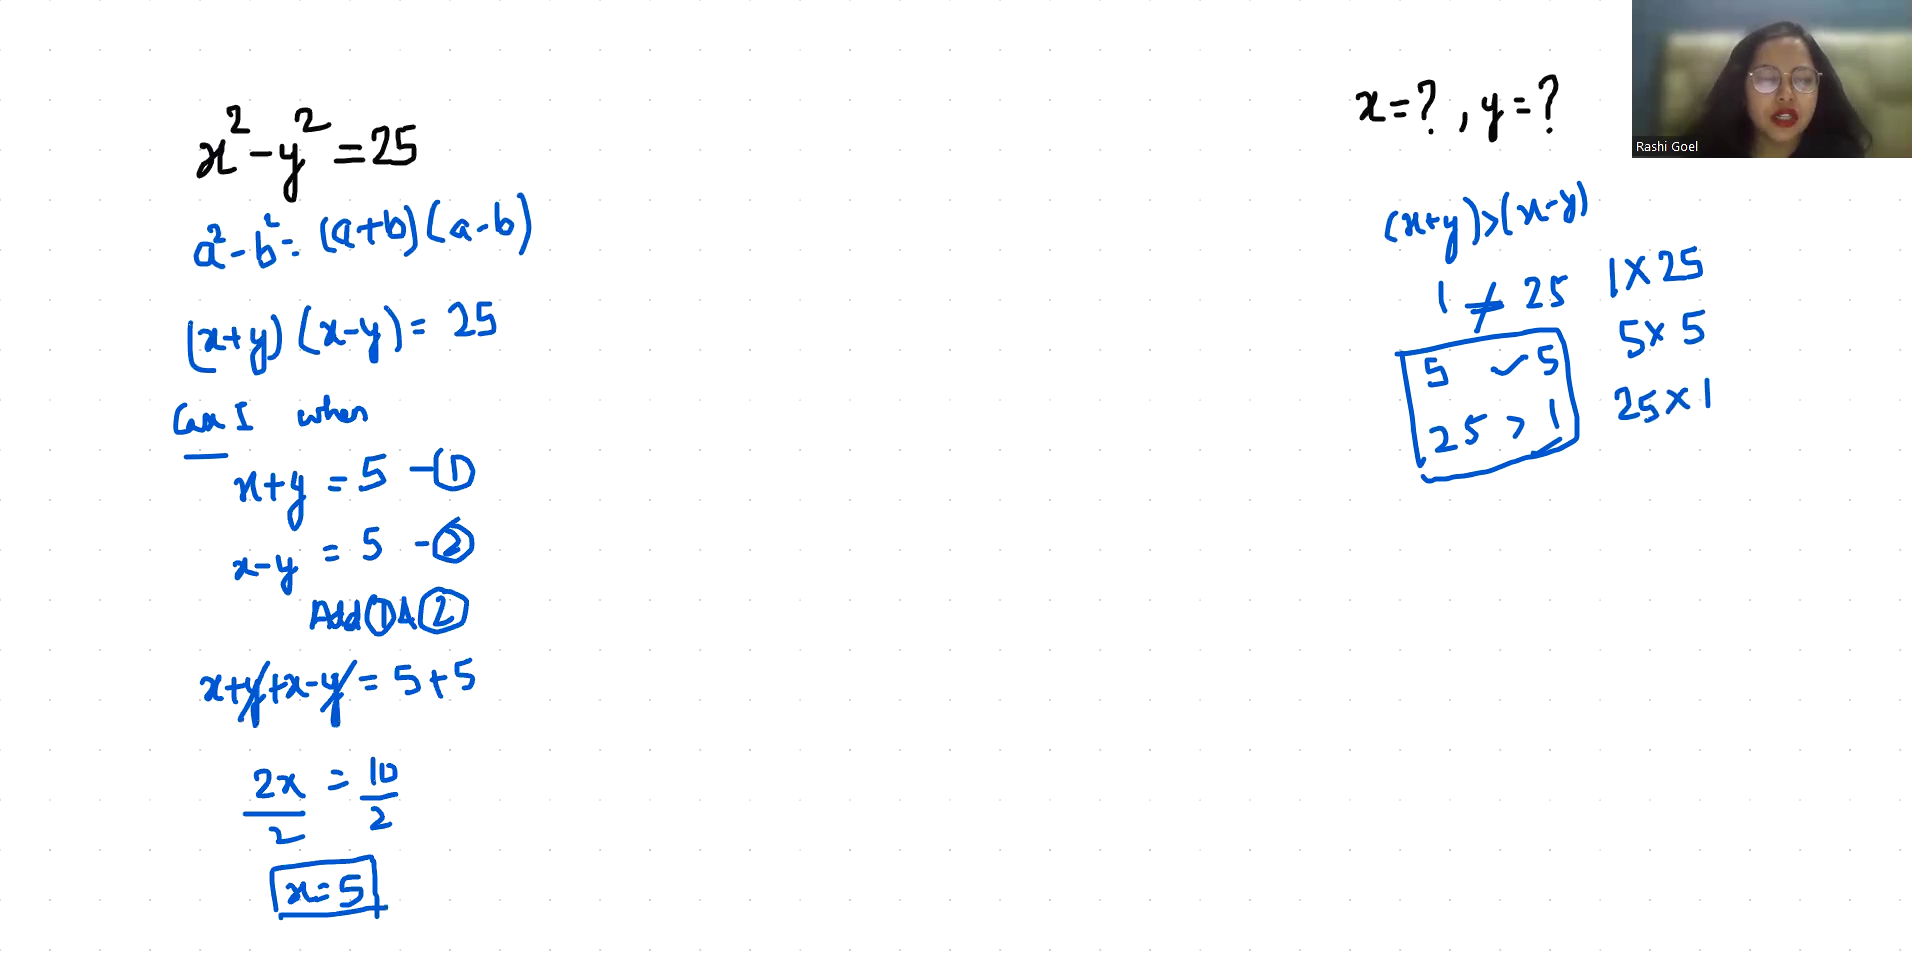 x²-y²=25
a²-b²= (a+b)(a-b)
(x+y)(x-y)= 25
Case I when
x+y = 5 -①
x-y = 5 -②
Add ① & ②
x+y+x-y = 5+5
2x/2 = 10/2
x=5
x=?, y=?
(x+y)>(x-y)
1 ≠ 25 1×25
5 ✓ 5 5×5
25 > 1 25×1
Rashi Goel